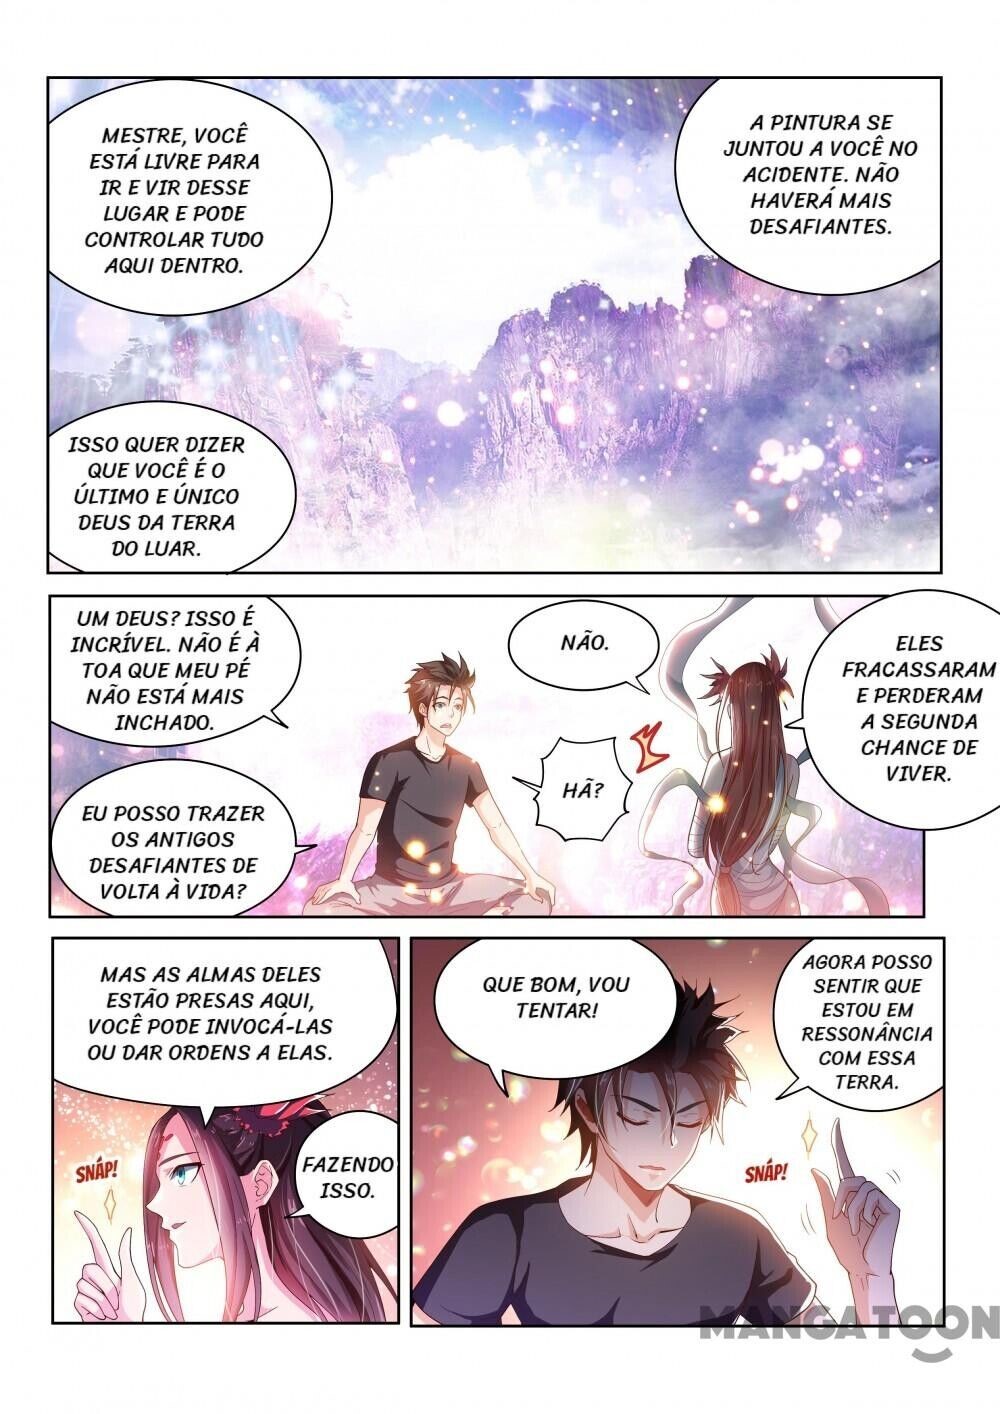 MESTRE, VOCÊ
ESTÁ LIVRE PARA
IR E VIR DESSE
LUGAR E PODE
CONTROLAR TUDO
AQUI DENTRO.
A PINTURA SE
JUNTOU A VOCÊ NO
ACIDENTE. NÃO
HAVERÁ MAIS
DESAFIANTES.
ISSO QUER DIZER
QUE VOCÊ É O
ÚLTIMO E ÚNICO
DEUS DA TERRA
DO LUAR.
UM DEUS? ISSO É
INCRÍVEL. NÃO É À
TOA QUE MEU PÉ
NÃO ESTÁ MAIS
INCHADO.
EU POSSO TRAZER
OS ANTIGOS
DESAFIANTES DE
VOLTA À VIDA?
NÃO.
HÃ?
ELES
FRACASSARAM
E PERDERAM
A SEGUNDA
CHANCE DE
VIVER.
MAS AS ALMAS DELES
ESTÃO PRESAS AQUI,
VOCÊ PODE INVOCÁ-LAS
OU DAR ORDENS A ELAS.
FAZENDO
ISSO.
SNÁP!
QUE BOM, VOU
TENTAR!
AGORA POSSO
SENTIR QUE
ESTOU EM
RESSONÂNCIA
COM ESSA
TERRA.
SNÁP!
MANGATOON